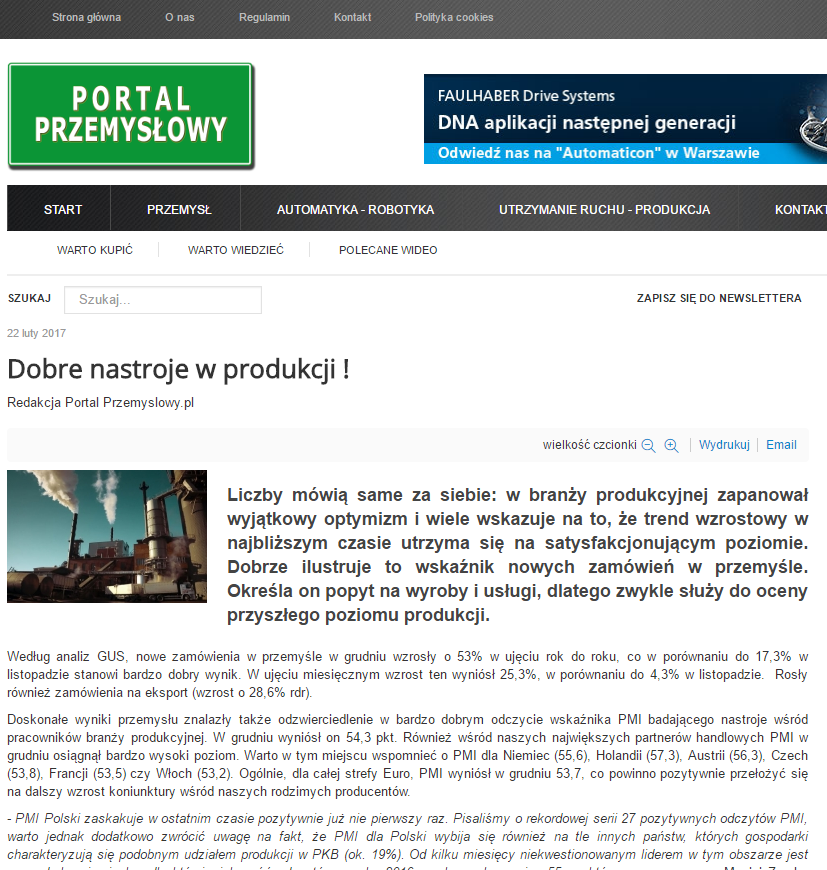 Strona główna O nas Regulamin Kontakt Polityka cookies
PORTAL
PRZEMYSŁOWY
FAULHABER Drive Systems
DNA aplikacji następnej generacji
Odwiedź nas na "Automaticon" w Warszawie
START PRZEMYSŁ AUTOMATYKA - ROBOTYKA UTRZYMANIE RUCHU - PRODUKCJA KONTAKT
WARTO KUPIĆ WARTO WIEDZIEĆ POLECANE WIDEO
SZUKAJ Szukaj... ZAPISZ SIĘ DO NEWSLETTERA
22 luty 2017
Dobre nastroje w produkcji !
Redakcja Portal Przemyslowy.pl
wielkość czcionki Wydrukuj Email
Liczby mówią same za siebie: w branży produkcyjnej zapanował
wyjątkowy optymizm i wiele wskazuje na to, że trend wzrostowy w
najbliższym czasie utrzyma się na satysfakcjonującym poziomie.
Dobrze ilustruje to wskaźnik nowych zamówień w przemyśle.
Określa on popyt na wyroby i usługi, dlatego zwykle służy do oceny
przyszłego poziomu produkcji.
Według analiz GUS, nowe zamówienia w przemyśle w grudniu wzrosły o 53% w ujęciu rok do roku, co w porównaniu do 17,3% w
listopadzie stanowi bardzo dobry wynik. W ujęciu miesięcznym wzrost ten wyniósł 25,3%, w porównaniu do 4,3% w listopadzie. Rosły
również zamówienia na eksport (wzrost o 28,6% rdr).
Doskonałe wyniki przemysłu znalazły także odzwierciedlenie w bardzo dobrym odczycie wskaźnika PMI badającego nastroje wśród
pracowników branży produkcyjnej. W grudniu wyniósł on 54,3 pkt. Również wśród naszych największych partnerów handlowych PMI w
grudniu osiągnął bardzo wysoki poziom. Warto w tym miejscu wspomnieć o PMI dla Niemiec (55,6), Holandii (57,3), Austrii (56,3), Czech
(53,8), Francji (53,5) czy Włoch (53,2). Ogólnie, dla całej strefy Euro, PMI wyniósł w grudniu 53,7, co powinno pozytywnie przełożyć się
na dalszy wzrost koniunktury wśród naszych rodzimych producentów.
- PMI Polski zaskakuje w ostatnim czasie pozytywnie już nie pierwszy raz. Pisaliśmy o rekordowej serii 27 pozytywnych odczytów PMI,
warto jednak dodatkowo zwrócić uwagę na fakt, że PMI dla Polski wybija się również na tle innych państw, których gospodarki
charakteryzują się podobnym udziałem produkcji w PKB (ok. 19%). Od kilku miesięcy niekwestionowanym liderem w tym obszarze jest